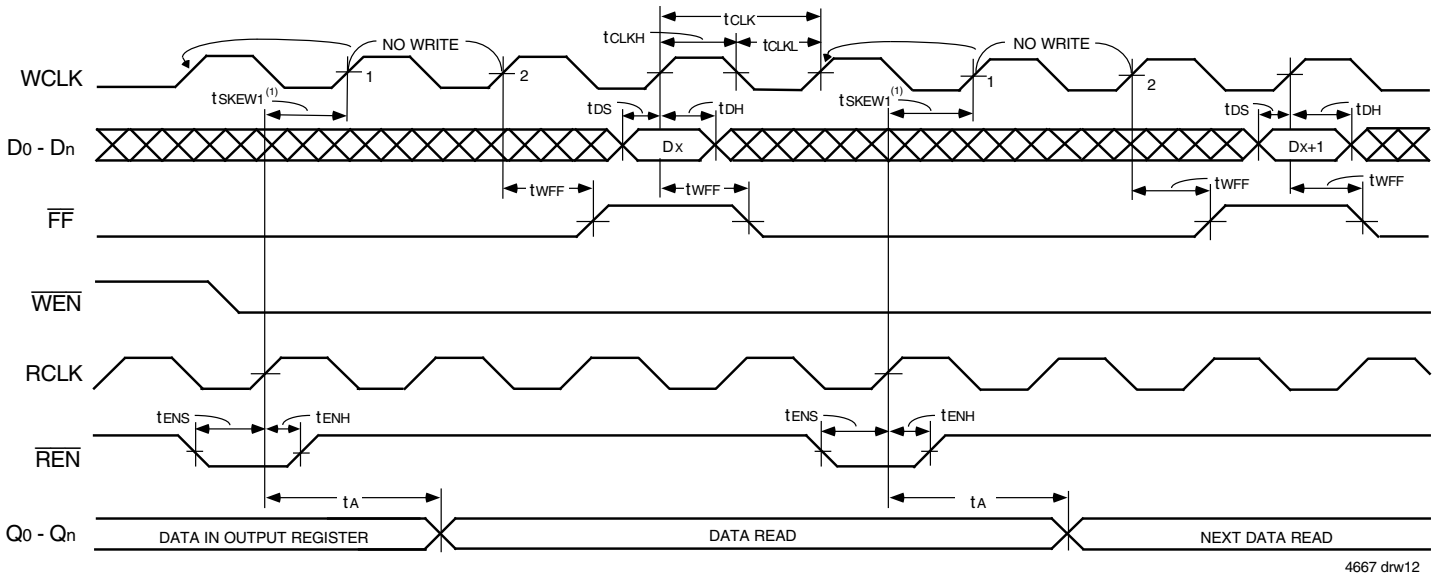 tCLK
tCLKH
tCLKL
NO WRITE
NO WRITE
WCLK
1
2
1
2
tSKEW1(1)
tDS
tDH
tSKEW1(1)
tDS
tDH
D0 - Dn
DX
DX+1
tWFF
tWFF
tWFF
tWFF
FF
WEN
RCLK
tENS
tENH
tENS
tENH
REN
tA
tA
Q0 - Qn
DATA IN OUTPUT REGISTER
DATA READ
NEXT DATA READ
4667 drw12